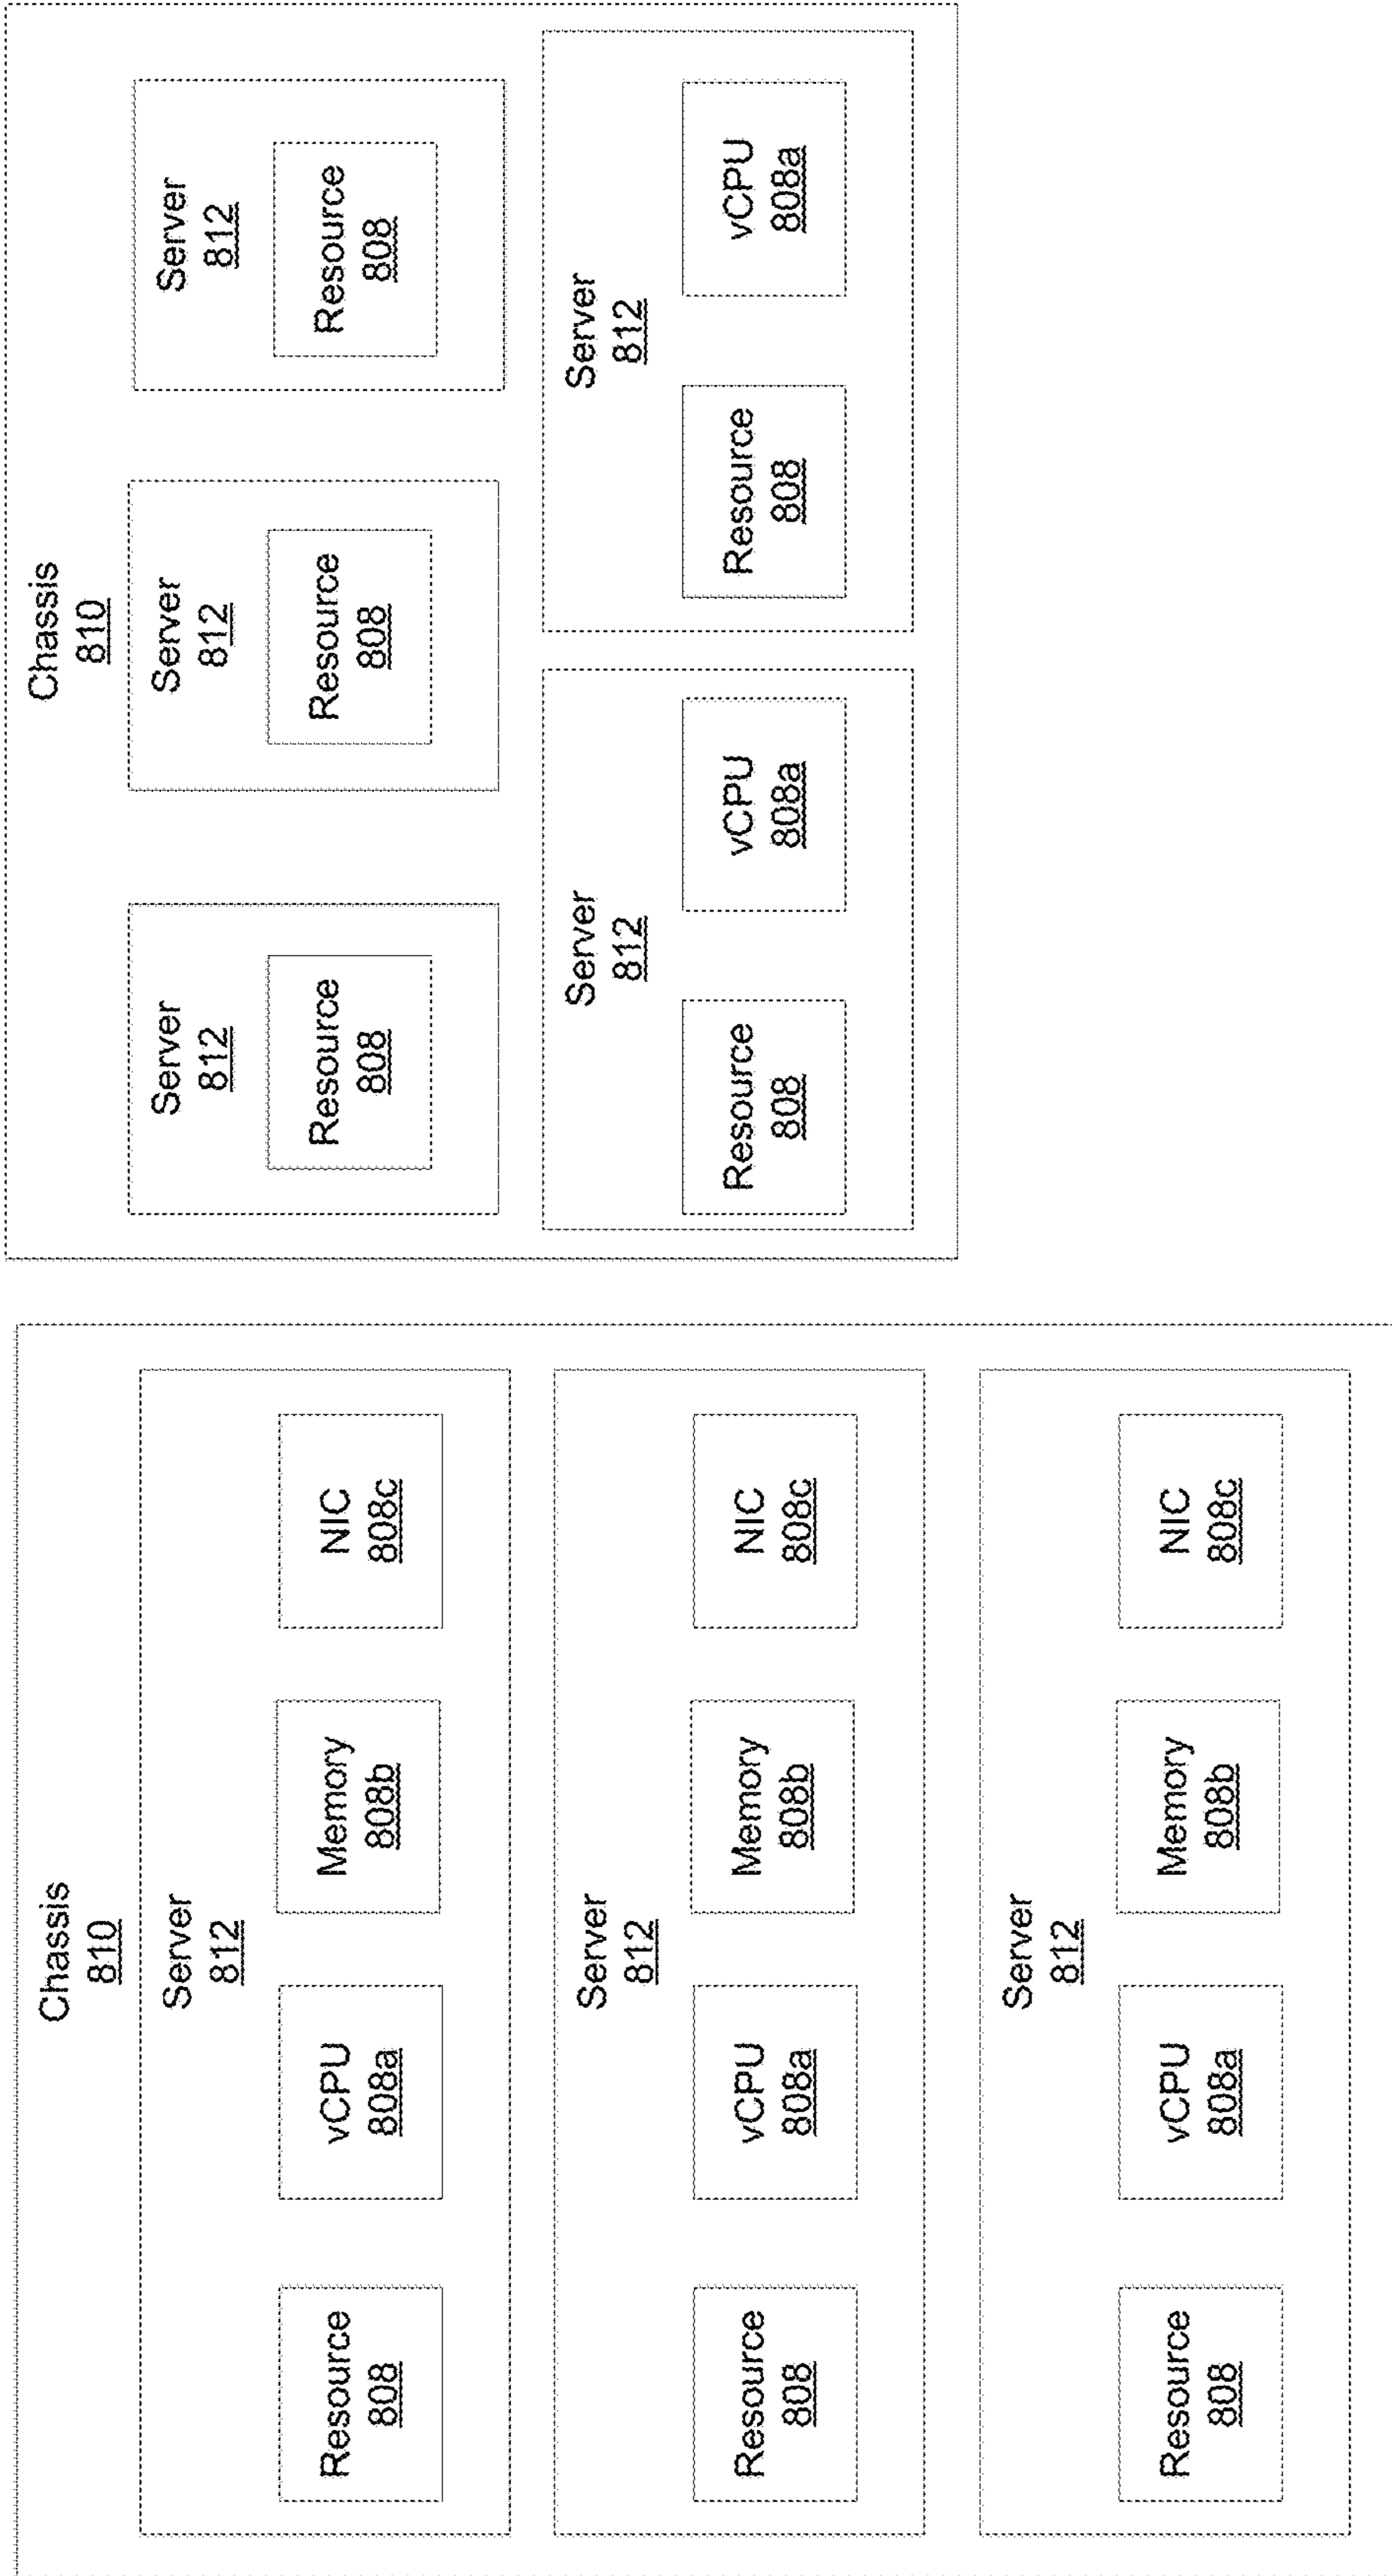 Chassis
810
Server
812
Resource
808
vCPU
808a
Memory
808b
NIC
808c
Server
812
Resource
808
vCPU
808a
Memory
808b
NIC
808c
Server
812
Resource
808
vCPU
808a
Memory
808b
NIC
808c
Chassis
810
Server
812
Resource
808
Server
812
Resource
808
Server
812
Resource
808
Server
812
Resource
808
vCPU
808a
Server
812
Resource
808
vCPU
808a